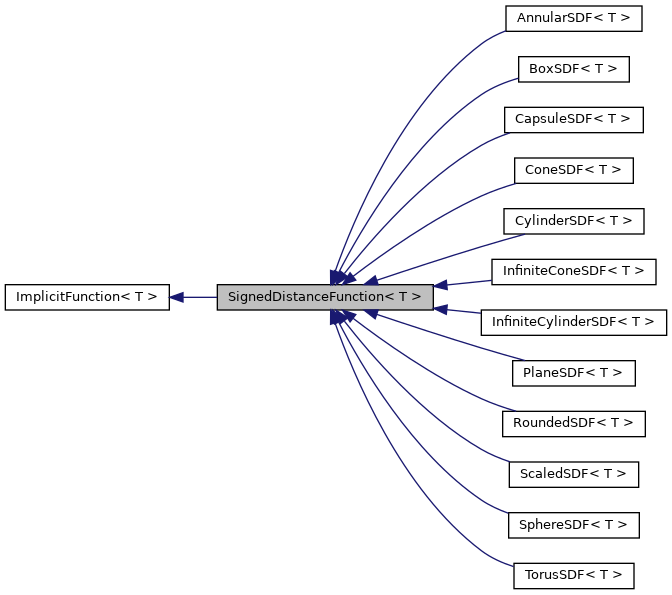 AnnularSDF< T >
BoxSDF< T >
CapsuleSDF< T >
ConeSDF< T >
CylinderSDF< T >
InfiniteConeSDF< T >
ImplicitFunction< T >
SignedDistanceFunction< T >
InfiniteCylinderSDF< T >
PlaneSDF< T >
RoundedSDF< T >
ScaledSDF< T >
SphereSDF< T >
TorusSDF< T >